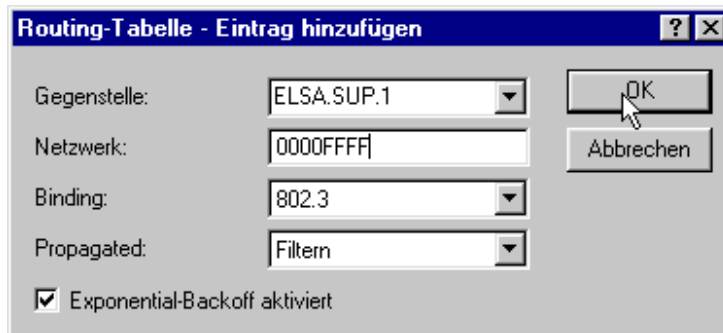 Routing-Tabelle - Eintrag hinzufügen
Gegenstelle: ELSA.SUP.1 OK
Netzwerk: 0000FFFF Abbrechen
Binding: 802.3
Propagated: Filtern
Exponential-Backoff aktiviert